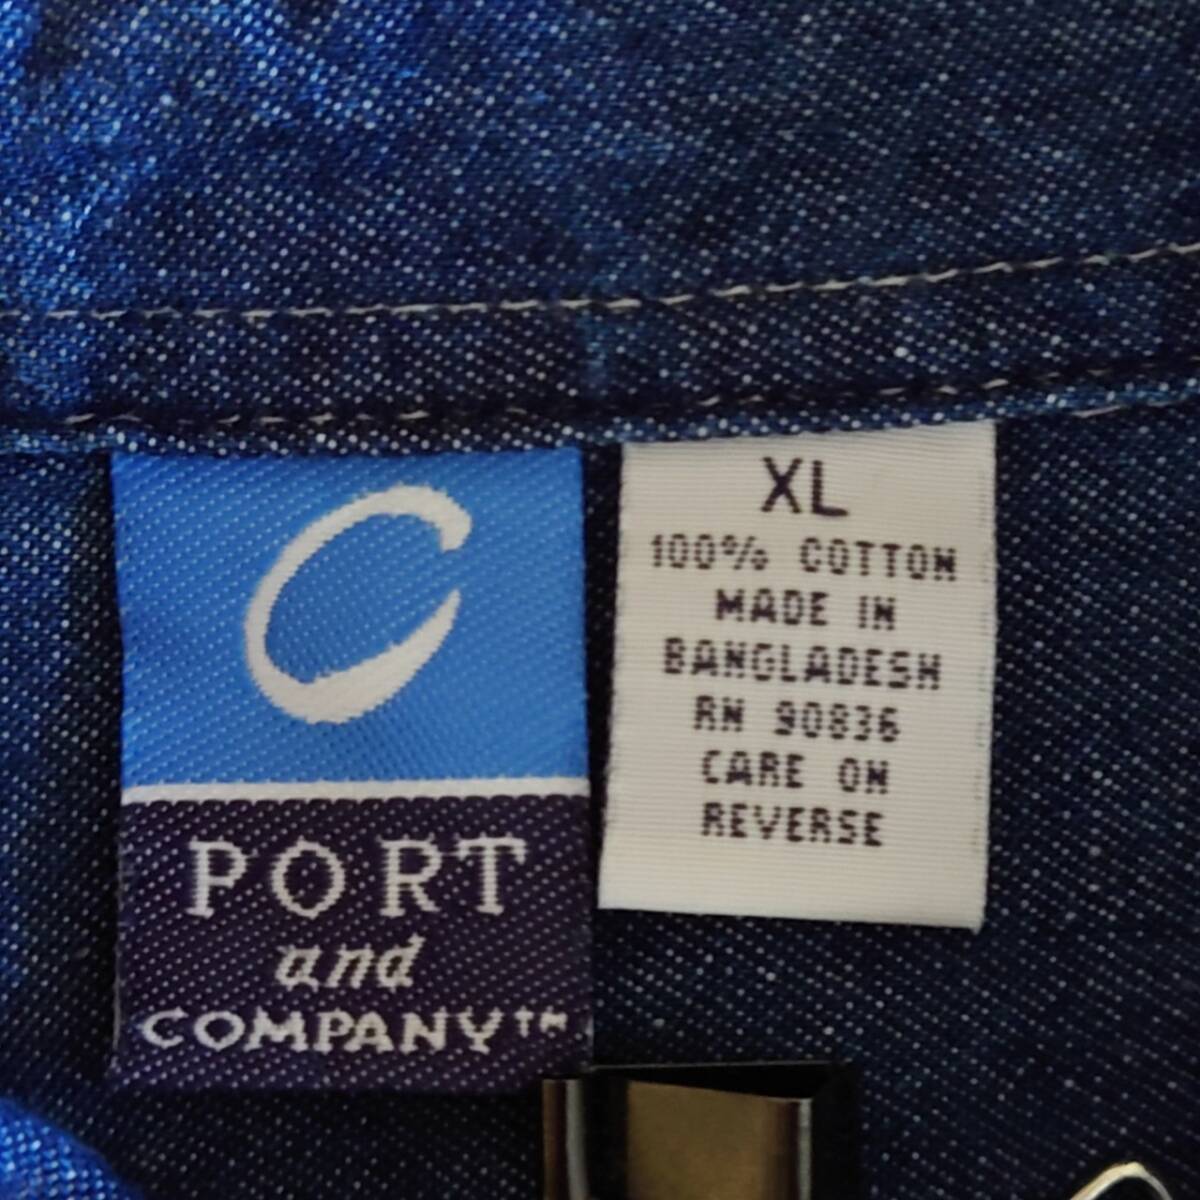 C
PORT
and
COMPANY™
XL
100% COTTON
MADE IN
BANGLADESH
RN 90836
CARE ON
REVERSE